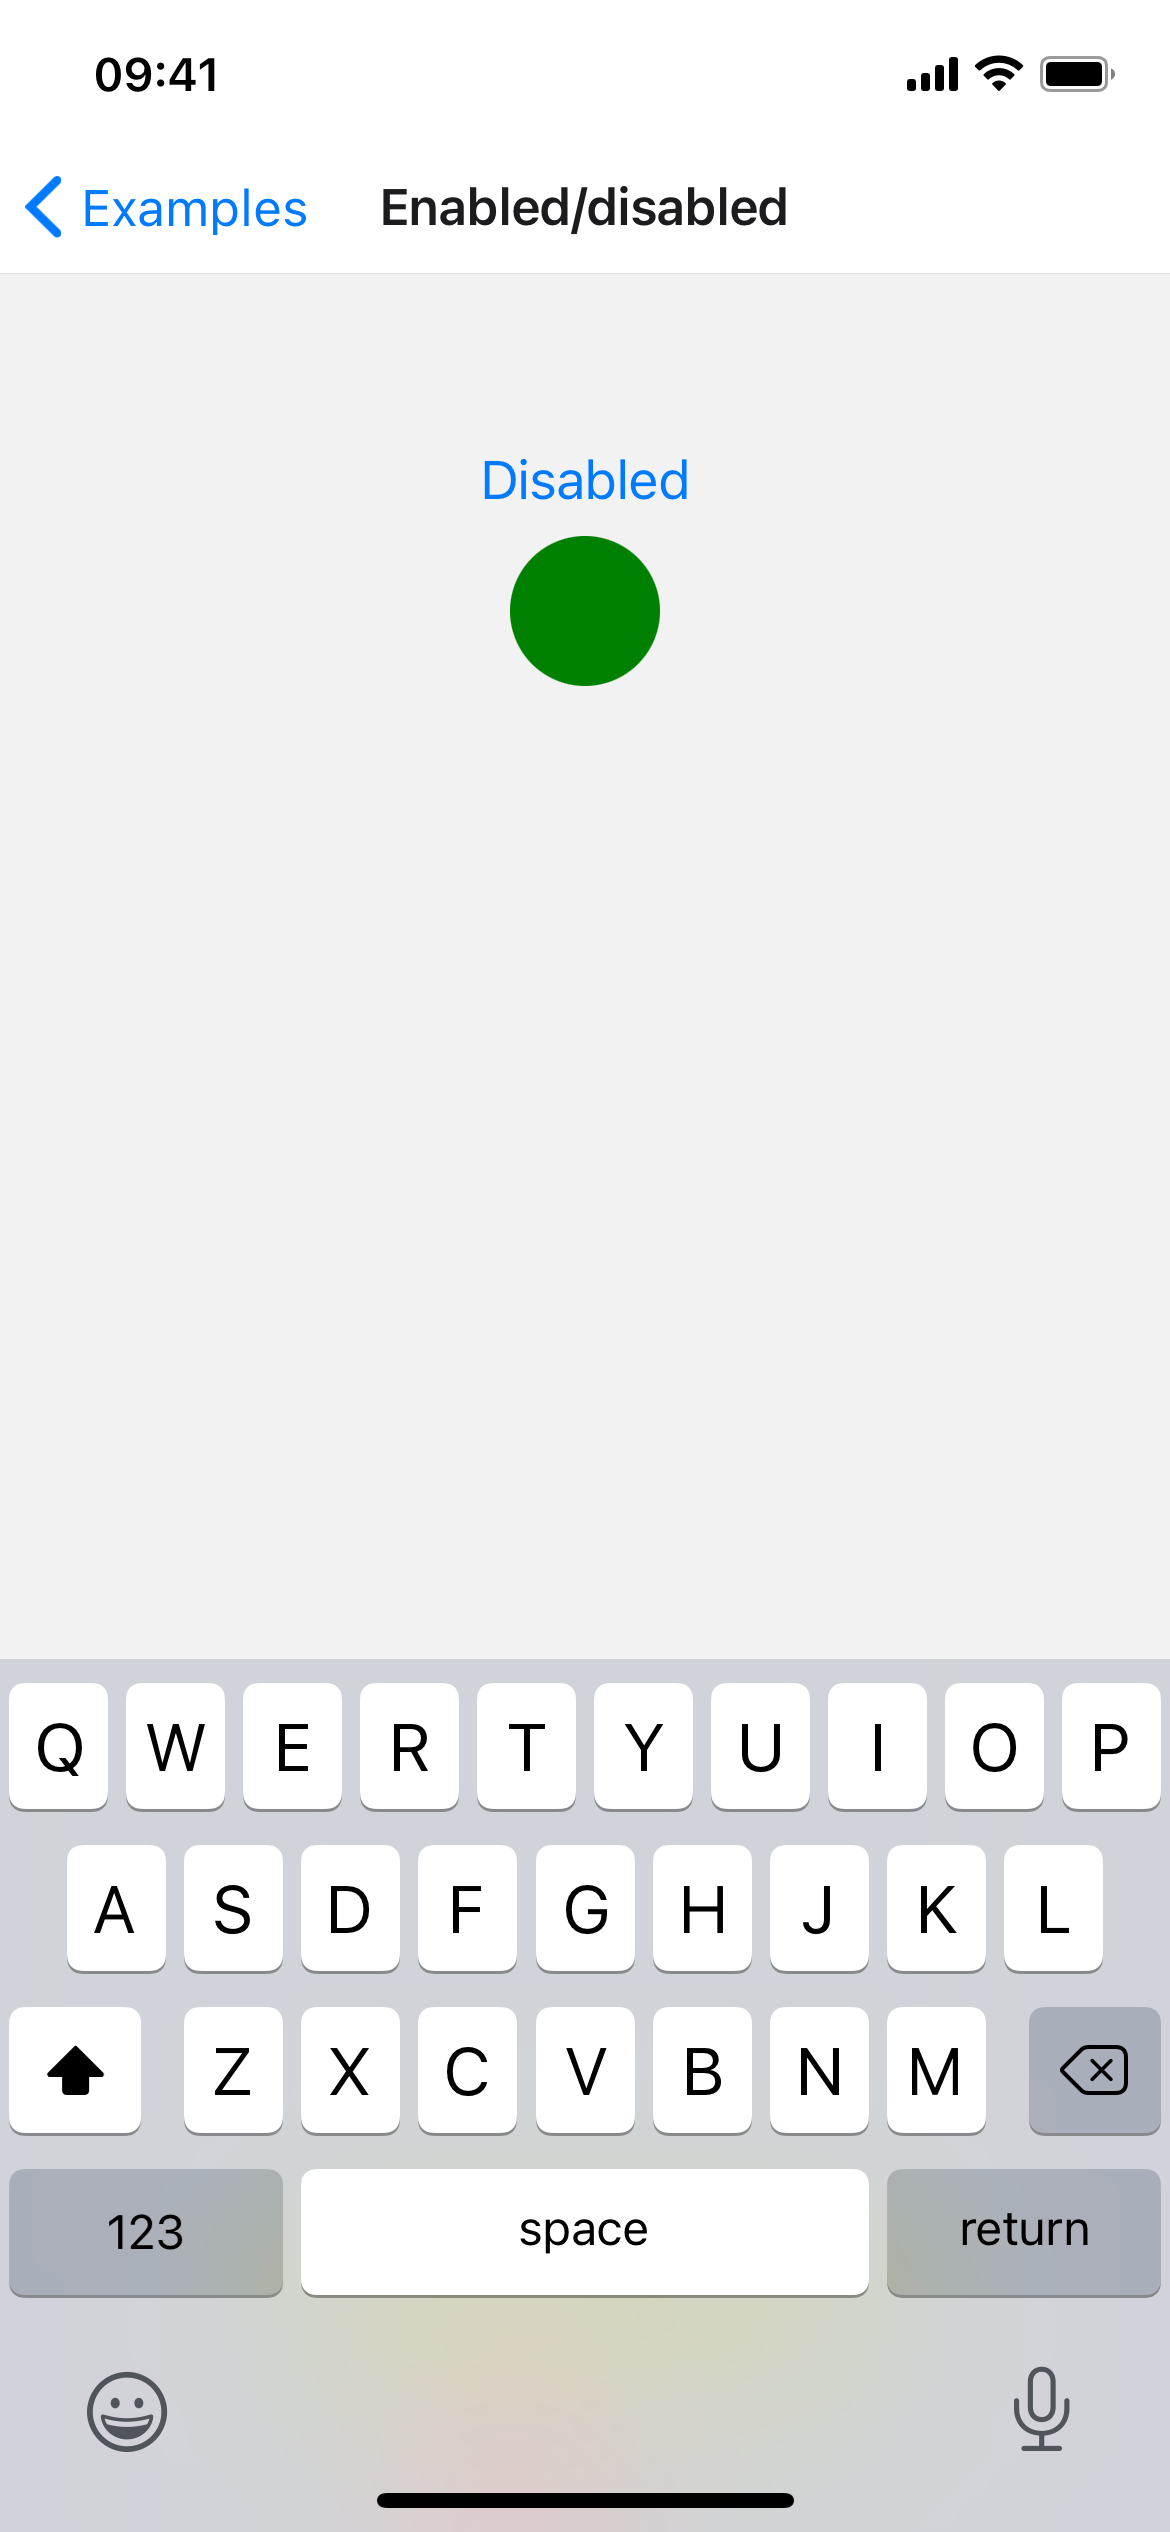 09:41
Examples Enabled/disabled
Disabled
Q W E R T Y U I O P
A S D F G H J K L
Z X C V B N M
123 space return